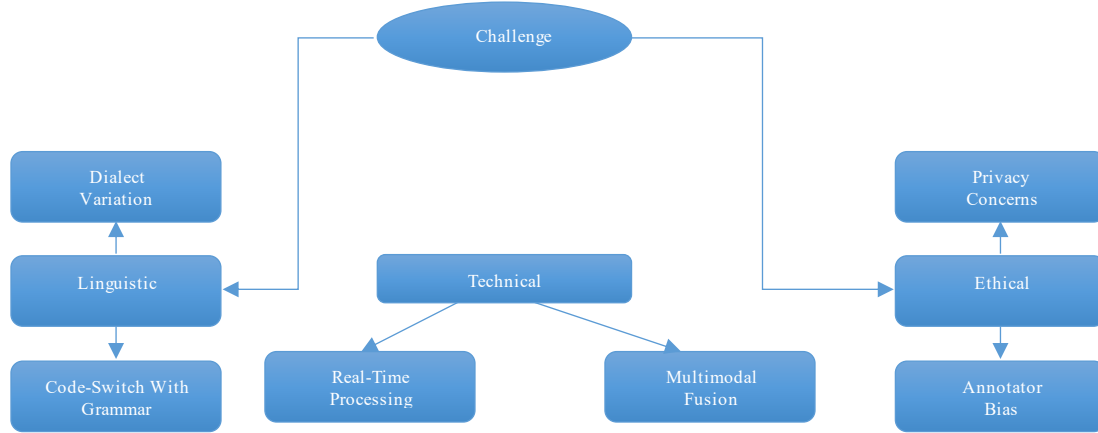 Challenge
Dialect
Variation
Privacy
Concerns
Linguistic
Technical
Ethical
Code-Switch With
Grammar
Real-Time
Processing
Multimodal
Fusion
Annotator
Bias